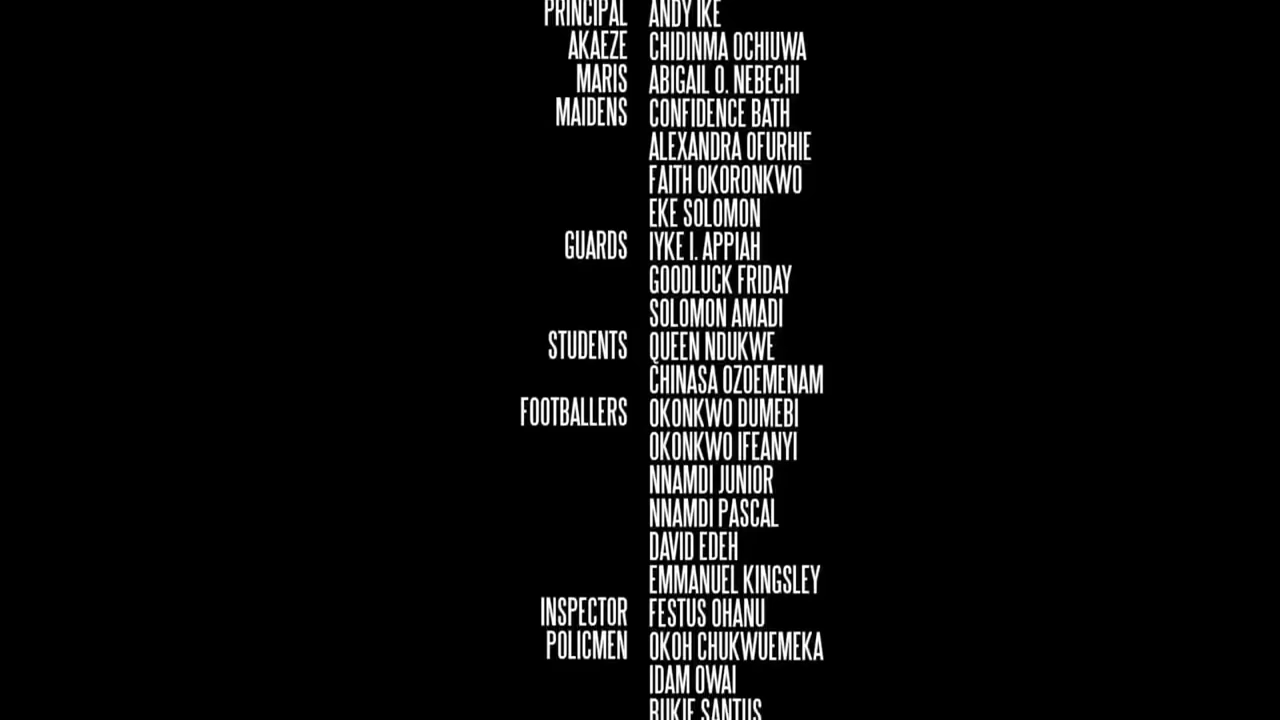 PRINCIPAL ANDY IKE
AKAEZE CHIDINMA OCHIUWA
MARIS ABIGAIL O. NEBECHI
MAIDENS CONFIDENCE BATH
ALEXANDRA OFURHIE
FAITH OKORONKWO
EKE SOLOMON
GUARDS IYKE I. APPIAH
GOODLUCK FRIDAY
SOLOMON AMADI
STUDENTS QUEEN NDUKWE
CHINASA OZOEMENAM
FOOTBALLERS OKONKWO DUMEBI
OKONKWO IFEANYI
NNAMDI JUNIOR
NNAMDI PASCAL
DAVID EDEH
EMMANUEL KINGSLEY
INSPECTOR FESTUS OHANU
POLICMEN OKOH CHUKWUEMEKA
IDAM OWAI
BUKIE SANTUS